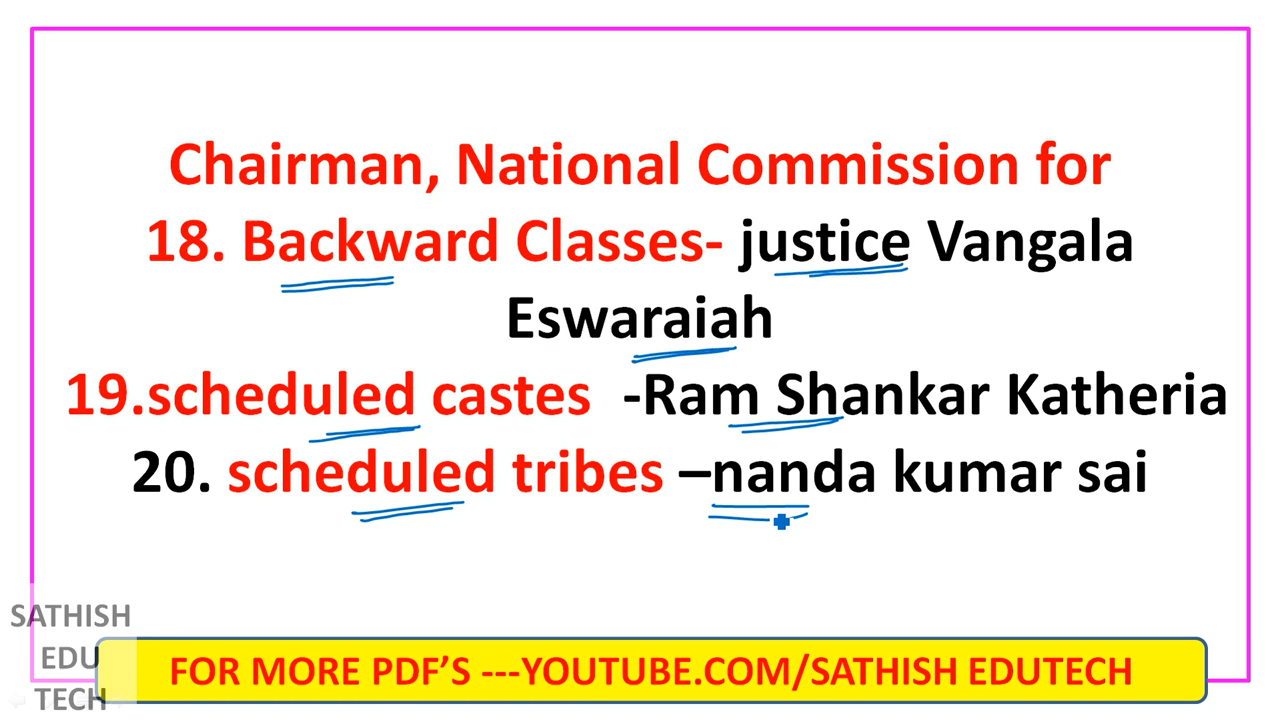 Chairman, National Commission for
18. Backward Classes- justice Vangala
Eswaraiah
19.scheduled castes -Ram Shankar Katheria
20. scheduled tribes –nanda kumar sai
SATHISH
EDU
TECH
FOR MORE PDF’S ---YOUTUBE.COM/SATHISH EDUTECH